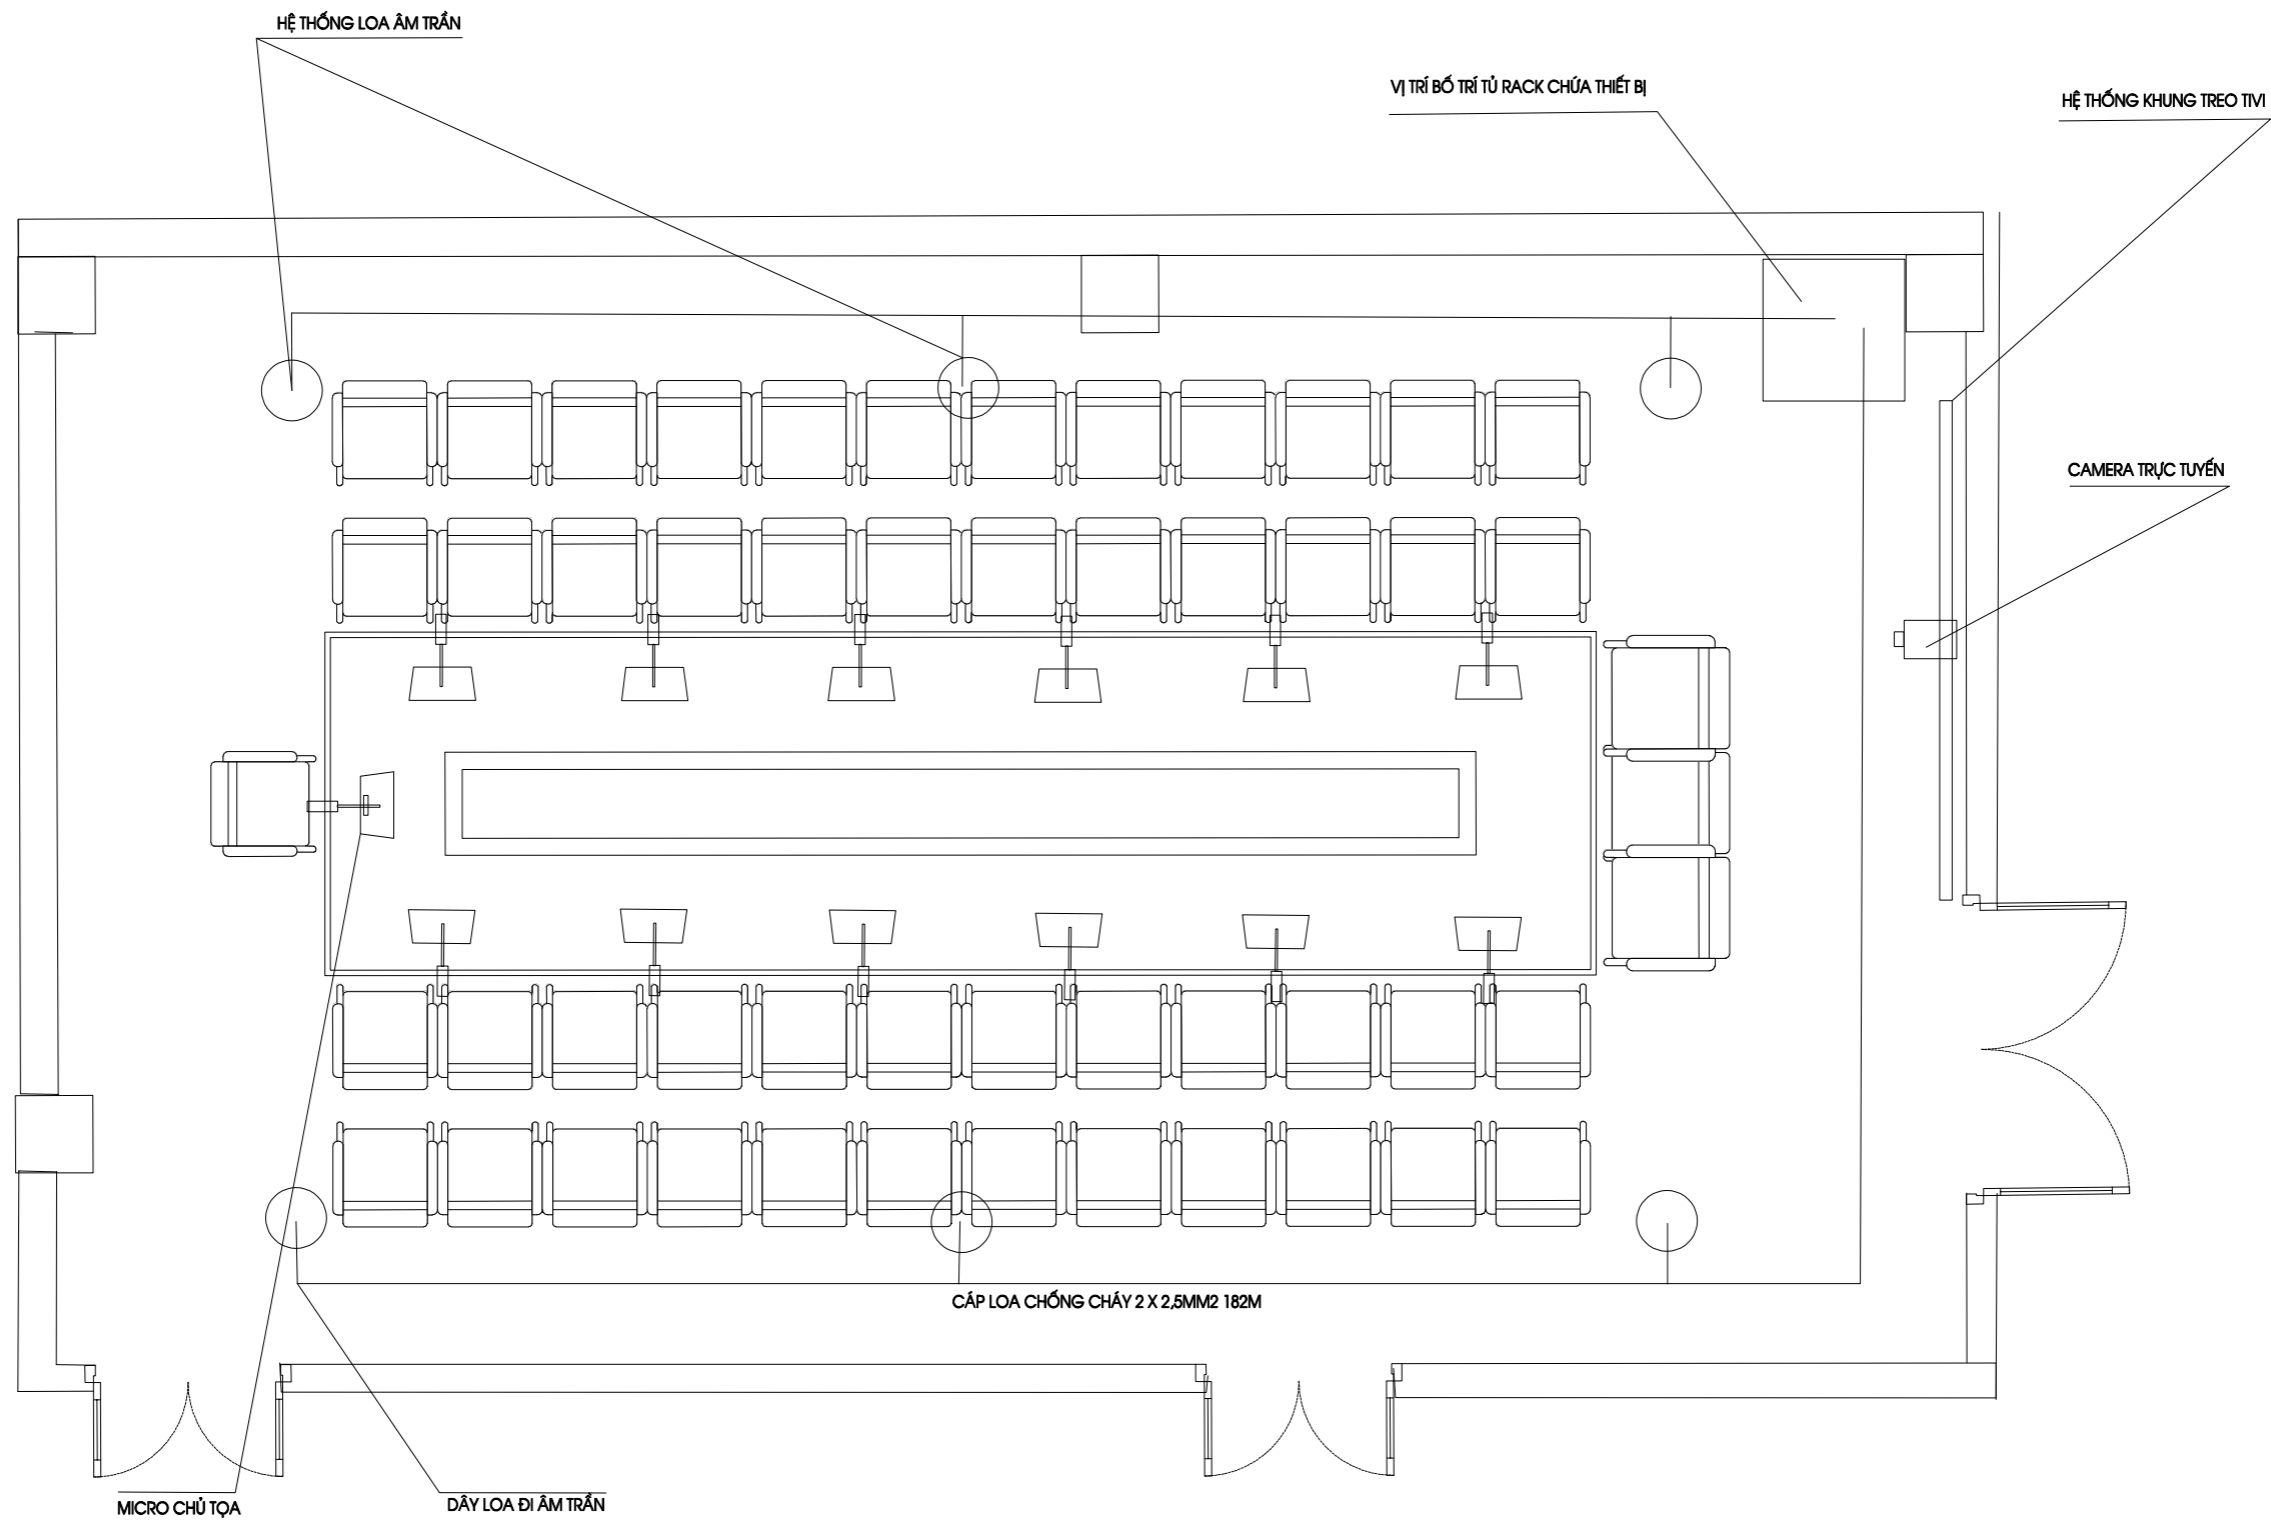 HỆ THỐNG LOA ÂM TRẦN
VỊ TRÍ BỐ TRÍ TỦ RACK CHỨA THIẾT BỊ
HỆ THỐNG KHUNG TREO TIVI
CAMERA TRỰC TUYẾN
CÁP LOA CHỐNG CHÁY 2 X 2,5MM2 182M
MICRO CHỦ TỌA
DÂY LOA ĐI ÂM TRẦN